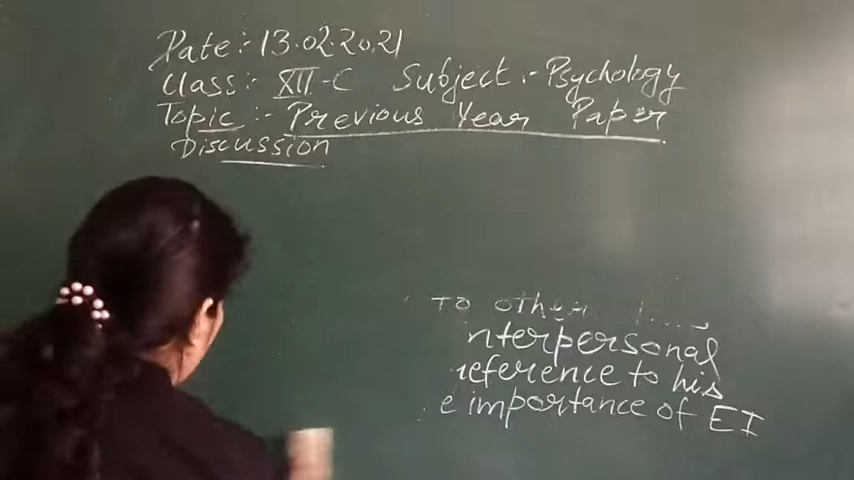 Date:- 13.02.2021
Class:- XII-C Subject:- Psychology
Topic:- Previous Year Paper
Discussion
To other
nterpersonal
reference to his
e importance of EI